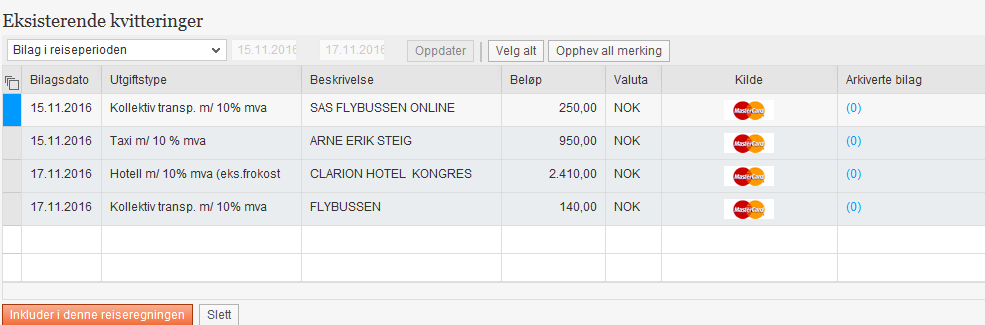 Eksisterende kvitteringer
Bilag i reiseperioden 15.11.2016 17.11.2016 Oppdater Velg alt Opphev all merking
Bilagsdato Utgiftstype Beskrivelse Beløp Valuta Kilde Arkiverte bilag
15.11.2016 Kollektiv transp. m/ 10% mva SAS FLYBUSSEN ONLINE 250,00 NOK MasterCard (0)
15.11.2016 Taxi m/ 10 % mva ARNE ERIK STEIG 950,00 NOK MasterCard (0)
17.11.2016 Hotell m/ 10% mva (eks.frokost CLARION HOTEL KONGRES 2.410,00 NOK MasterCard (0)
17.11.2016 Kollektiv transp. m/ 10% mva FLYBUSSEN 140,00 NOK MasterCard (0)
Inkluder i denne reiseregningen Slett